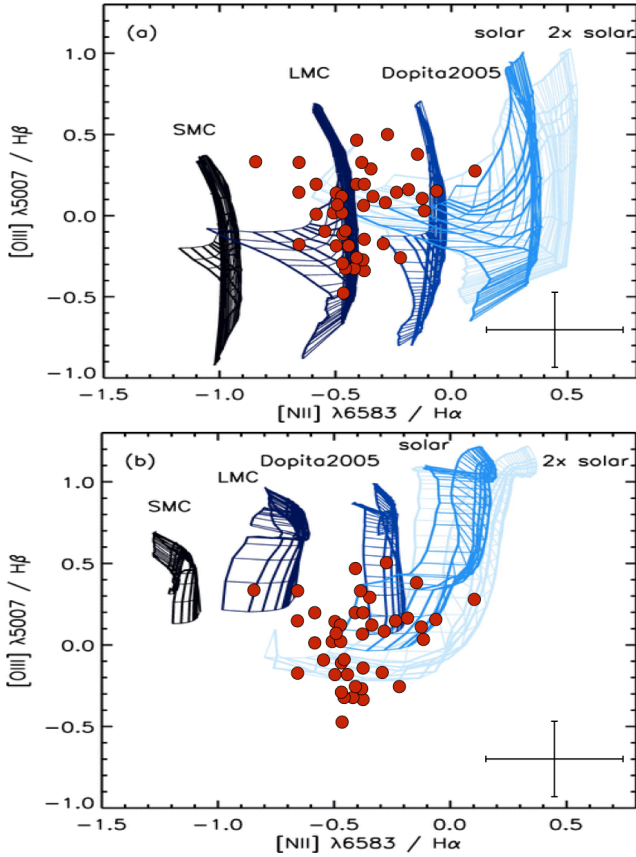 (a)
solar 2x solar
LMC
Dopita2005
SMC
1.0
0.5
0.0
−0.5
−1.0
[OIII] λ5007 / Hβ
−1.5 −1.0 −0.5 0.0 0.5
[NII] λ6583 / Hα
(b)
solar
Dopita2005
2x solar
LMC
SMC
1.0
0.5
0.0
−0.5
−1.0
[OIII] λ5007 / Hβ
−1.5 −1.0 −0.5 0.0 0.5
[NII] λ6583 / Hα